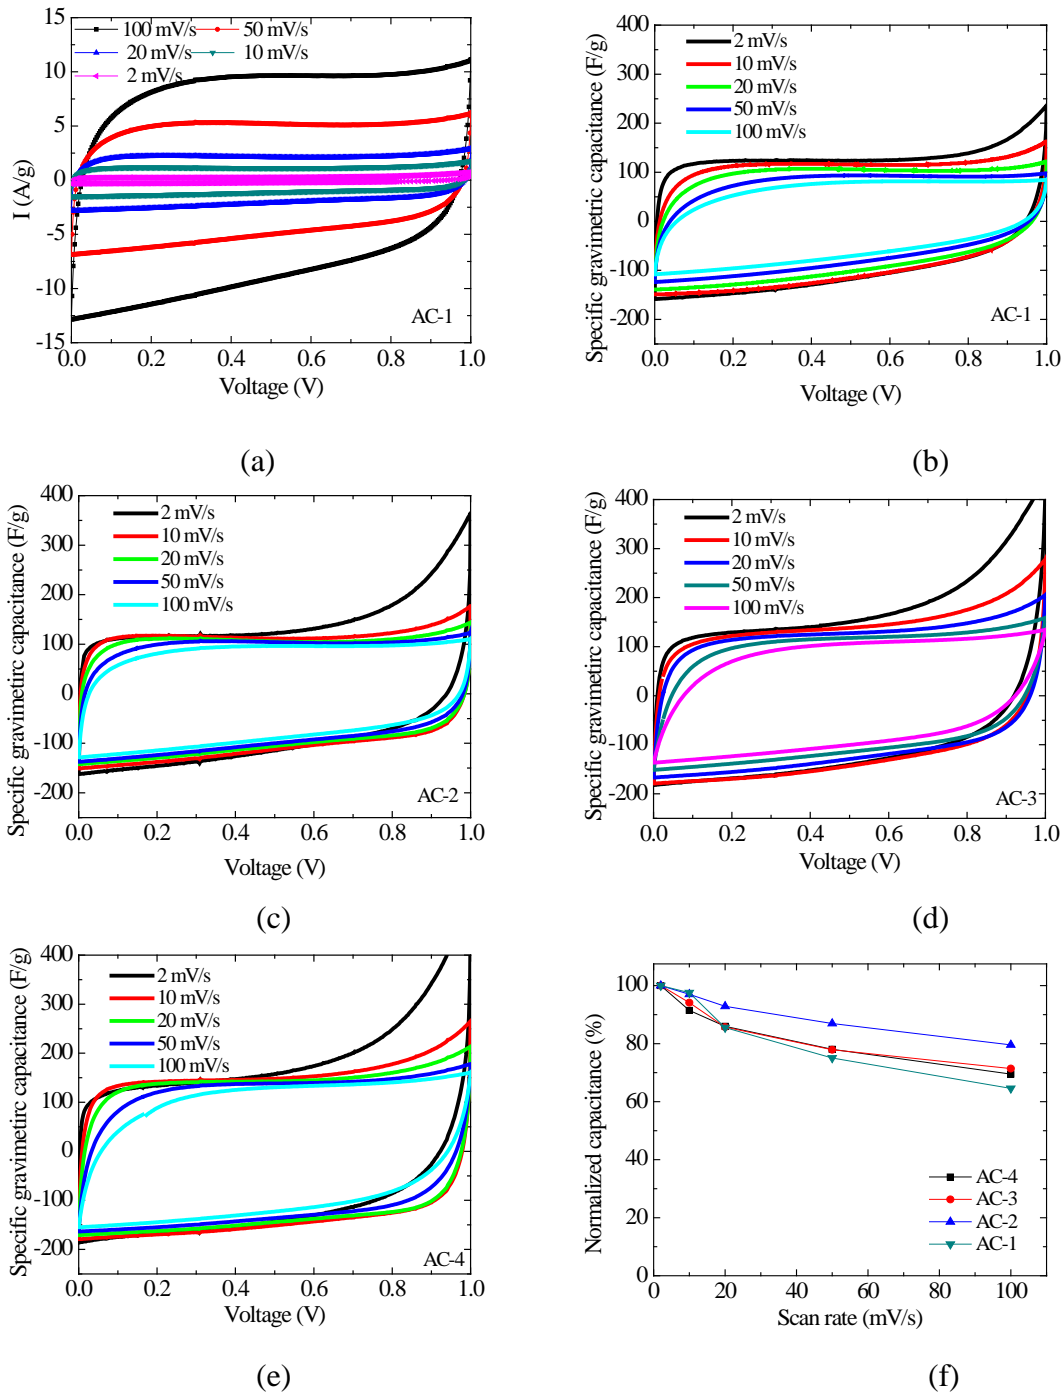 100 mV/s 50 mV/s
20 mV/s 10 mV/s
2 mV/s
15
10
5
0
-5
-10
-15
I (A/g)
AC-1
0.0 0.2 0.4 0.6 0.8 1.0
Voltage (V)
(a)
2 mV/s
10 mV/s
20 mV/s
50 mV/s
100 mV/s
400
300
200
100
0
-100
-200
Specific gravimetirc capacitance (F/g)
AC-1
0.0 0.2 0.4 0.6 0.8 1.0
Voltage (V)
(b)
2 mV/s
10 mV/s
20 mV/s
50 mV/s
100 mV/s
400
300
200
100
0
-100
-200
Specific gravimetirc capacitance (F/g)
AC-2
0.0 0.2 0.4 0.6 0.8 1.0
Voltage (V)
(c)
2 mV/s
10 mV/s
20 mV/s
50 mV/s
100 mV/s
400
300
200
100
0
-100
-200
Specific gravimetirc capacitance (F/g)
AC-3
0.0 0.2 0.4 0.6 0.8 1.0
Voltage (V)
(d)
2 mV/s
10 mV/s
20 mV/s
50 mV/s
100 mV/s
400
300
200
100
0
-100
-200
Specific gravimetirc capacitance (F/g)
AC-4
0.0 0.2 0.4 0.6 0.8 1.0
Voltage (V)
(e)
100
80
60
40
20
0
Normalized capacitance (%)
AC-4
AC-3
AC-2
AC-1
0 20 40 60 80 100
Scan rate (mV/s)
(f)